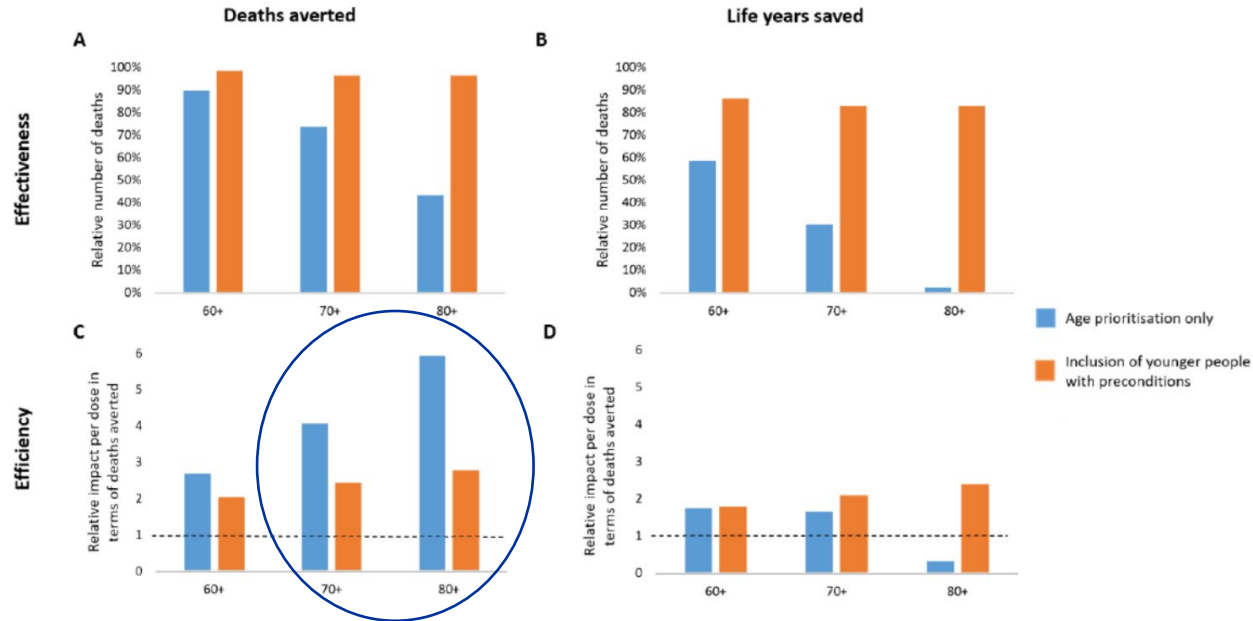 Deaths averted
Life years saved
Effectiveness
A
Relative number of deaths
100%
90%
80%
70%
60%
50%
40%
30%
20%
10%
0%
60+
70+
80+
B
Relative number of deaths
100%
90%
80%
70%
60%
50%
40%
30%
20%
10%
0%
60+
70+
80+
Efficiency
C
Relative impact per dose in
terms of deaths averted
6
5
4
3
2
1
0
60+
70+
80+
D
Relative impact per dose in
terms of deaths averted
6
5
4
3
2
1
0
60+
70+
80+
Age prioritisation only
Inclusion of younger people
with preconditions